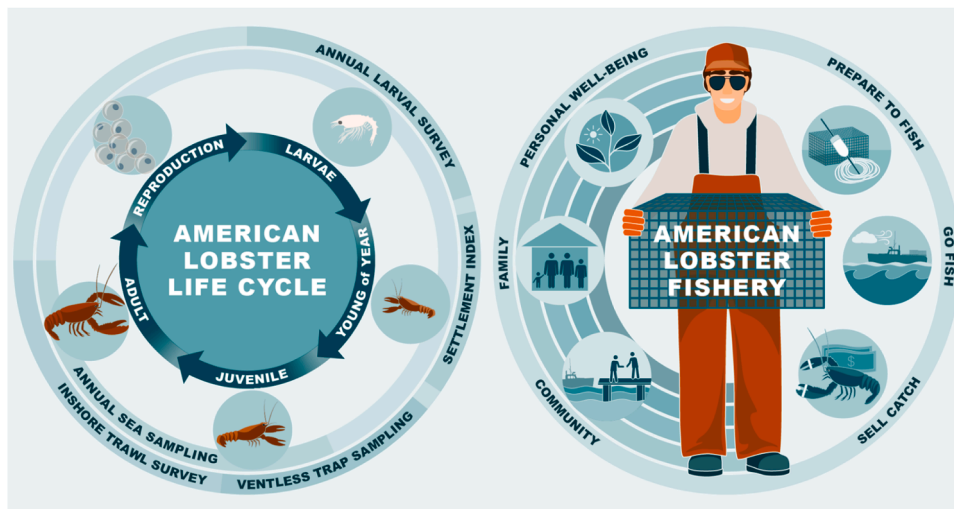 AMERICAN
LOBSTER
LIFE CYCLE
REPRODUCTION
LARVAE
YOUNG of YEAR
JUVENILE
ADULT
ANNUAL LARVAL SURVEY
SETTLEMENT INDEX
VENTLESS TRAP SAMPLING
ANNUAL SEA SAMPLING
INSHORE TRAWL SURVEY
AMERICAN
LOBSTER
FISHERY
PERSONAL WELL-BEING
FAMILY
COMMUNITY
PREPARE TO FISH
GO FISH
SELL CATCH
$